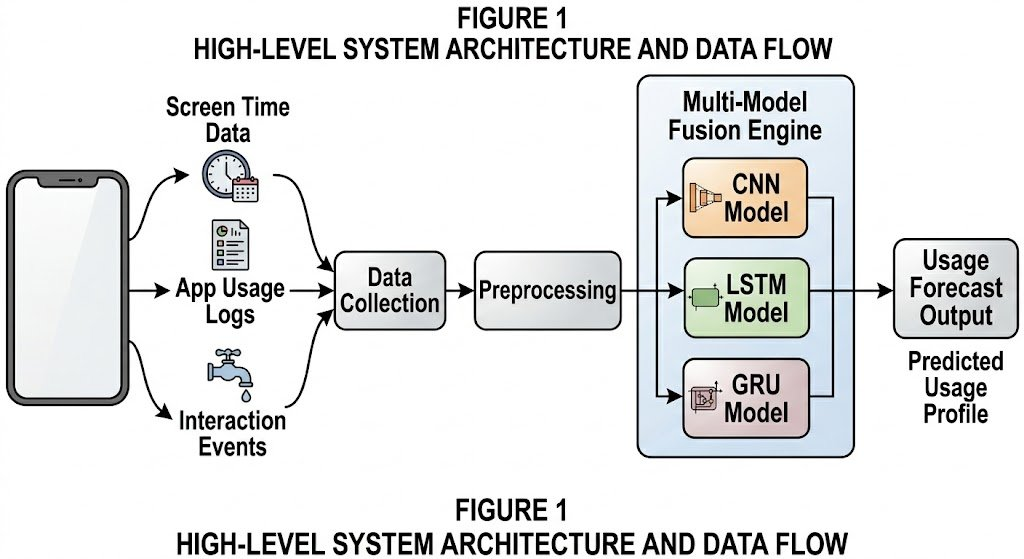 FIGURE 1
HIGH-LEVEL SYSTEM ARCHITECTURE AND DATA FLOW
Screen Time
Data
App Usage
Logs
Interaction
Events
Data
Collection
Preprocessing
Multi-Model
Fusion Engine
CNN
Model
LSTM
Model
GRU
Model
Usage
Forecast
Output
Predicted
Usage
Profile
FIGURE 1
HIGH-LEVEL SYSTEM ARCHITECTURE AND DATA FLOW